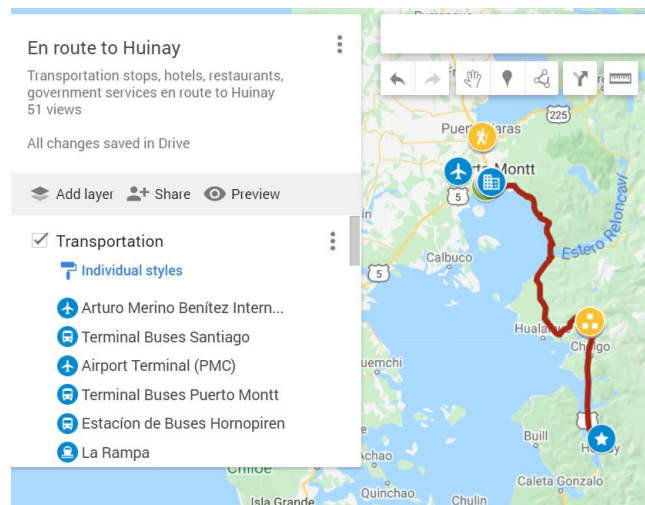 En route to Huinay
Transportation stops, hotels, restaurants,
government services en route to Huinay
51 views
All changes saved in Drive
Add layer
Share
Preview
Transportation
Individual styles
Arturo Merino Benítez Intern...
Terminal Buses Santiago
Airport Terminal (PMC)
Terminal Buses Puerto Montt
Estacíon de Buses Hornopiren
La Rampa
225
Montt
5
Estero Reloncaví
Calbuco
5
Buill
Caleta Gonzalo
Quinchao
Chulin
Isla Grande